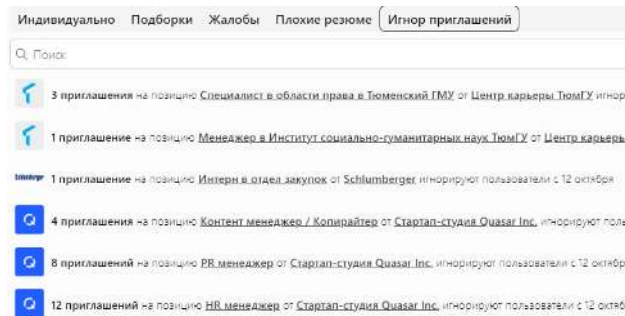 Индивидуально Подборки Жалобы Плохие резюме Игнор приглашений
Поиск
3 приглашения на позицию Специалист в области права в Тюменский ГМУ от Центр карьеры ТюмГУ игнор
1 приглашение на позицию Менеджер в Институт социально-гуманитарных наук ТюмГУ от Центр карьеры
1 приглашение на позицию Интерн в отдел закупок от Schlumberger игнорируют пользователи с 12 октября
4 приглашения на позицию Контент менеджер / Копирайтер от Стартап-студия Quasar Inc. игнорируют поль
8 приглашений на позицию PR менеджер от Стартап-студия Quasar Inc. игнорируют пользователи с 12 октябр
12 приглашений на позицию HR менеджер от Стартап-студия Quasar Inc. игнорируют пользователи с 12 октяб